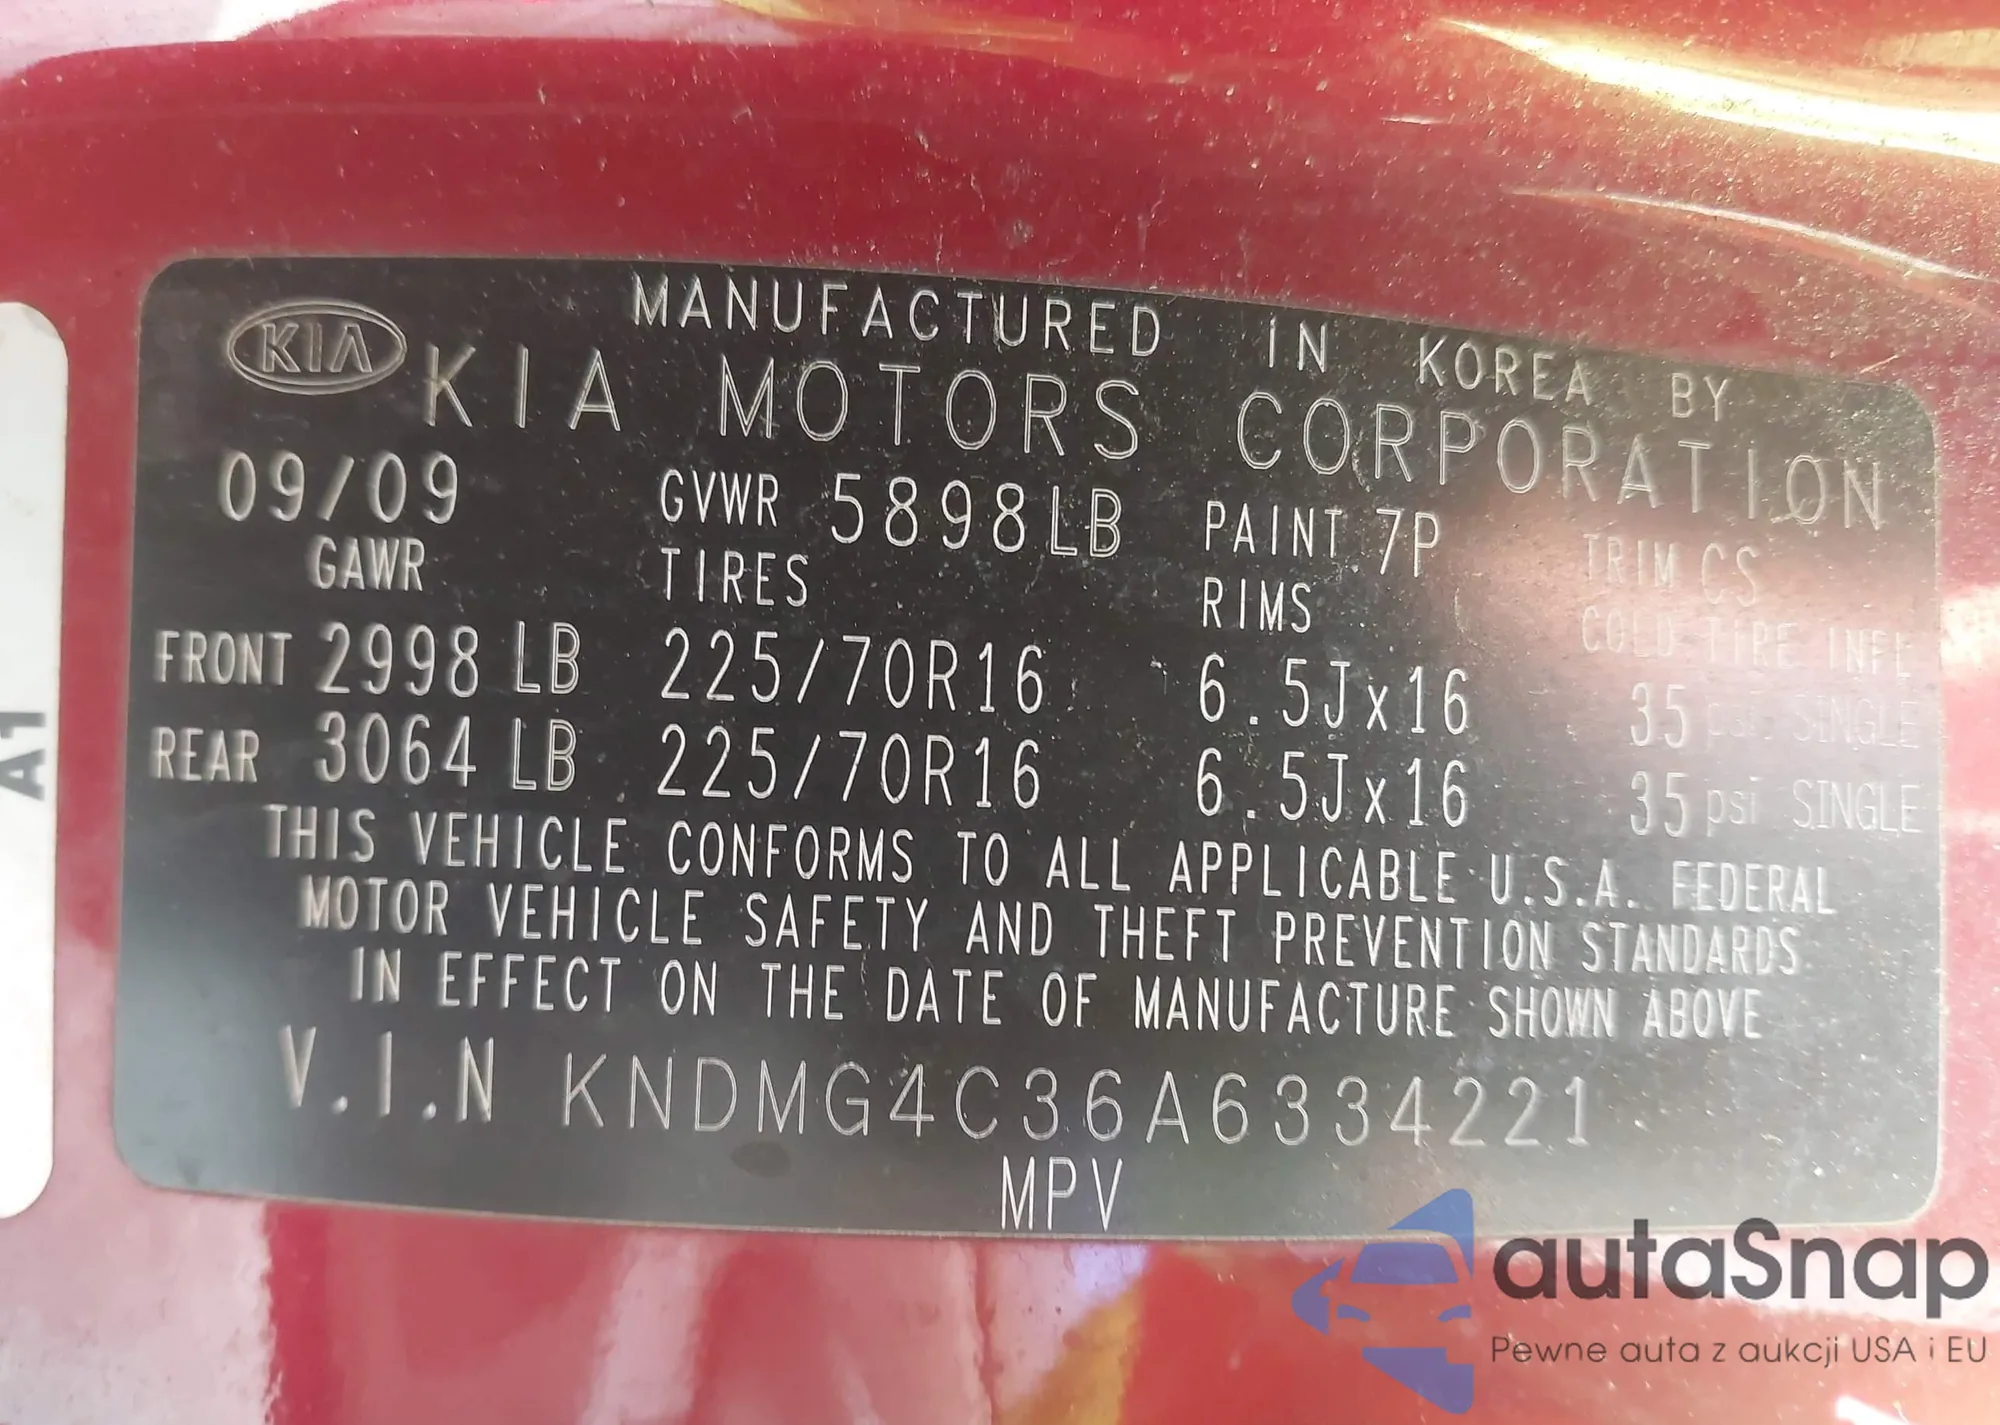 MANUFACTURED IN KOREA BY
KIA KIA MOTORS CORPORATION
09/09 GVWR 5898LB PAINT 7P TRIM CS
GAWR TIRES RIMS COLD TIRE INFL
FRONT 2998 LB 225/70R16 6.5Jx16 35 psi SINGLE
REAR 3064 LB 225/70R16 6.5Jx16 35 psi SINGLE
THIS VEHICLE CONFORMS TO ALL APPLICABLE U.S.A. FEDERAL
MOTOR VEHICLE SAFETY AND THEFT PREVENTION STANDARDS
IN EFFECT ON THE DATE OF MANUFACTURE SHOWN ABOVE
V.I.N KNDMG4C36A6334221
MPV
A1
autaSnap
Pewne auta z aukcji USA i EU